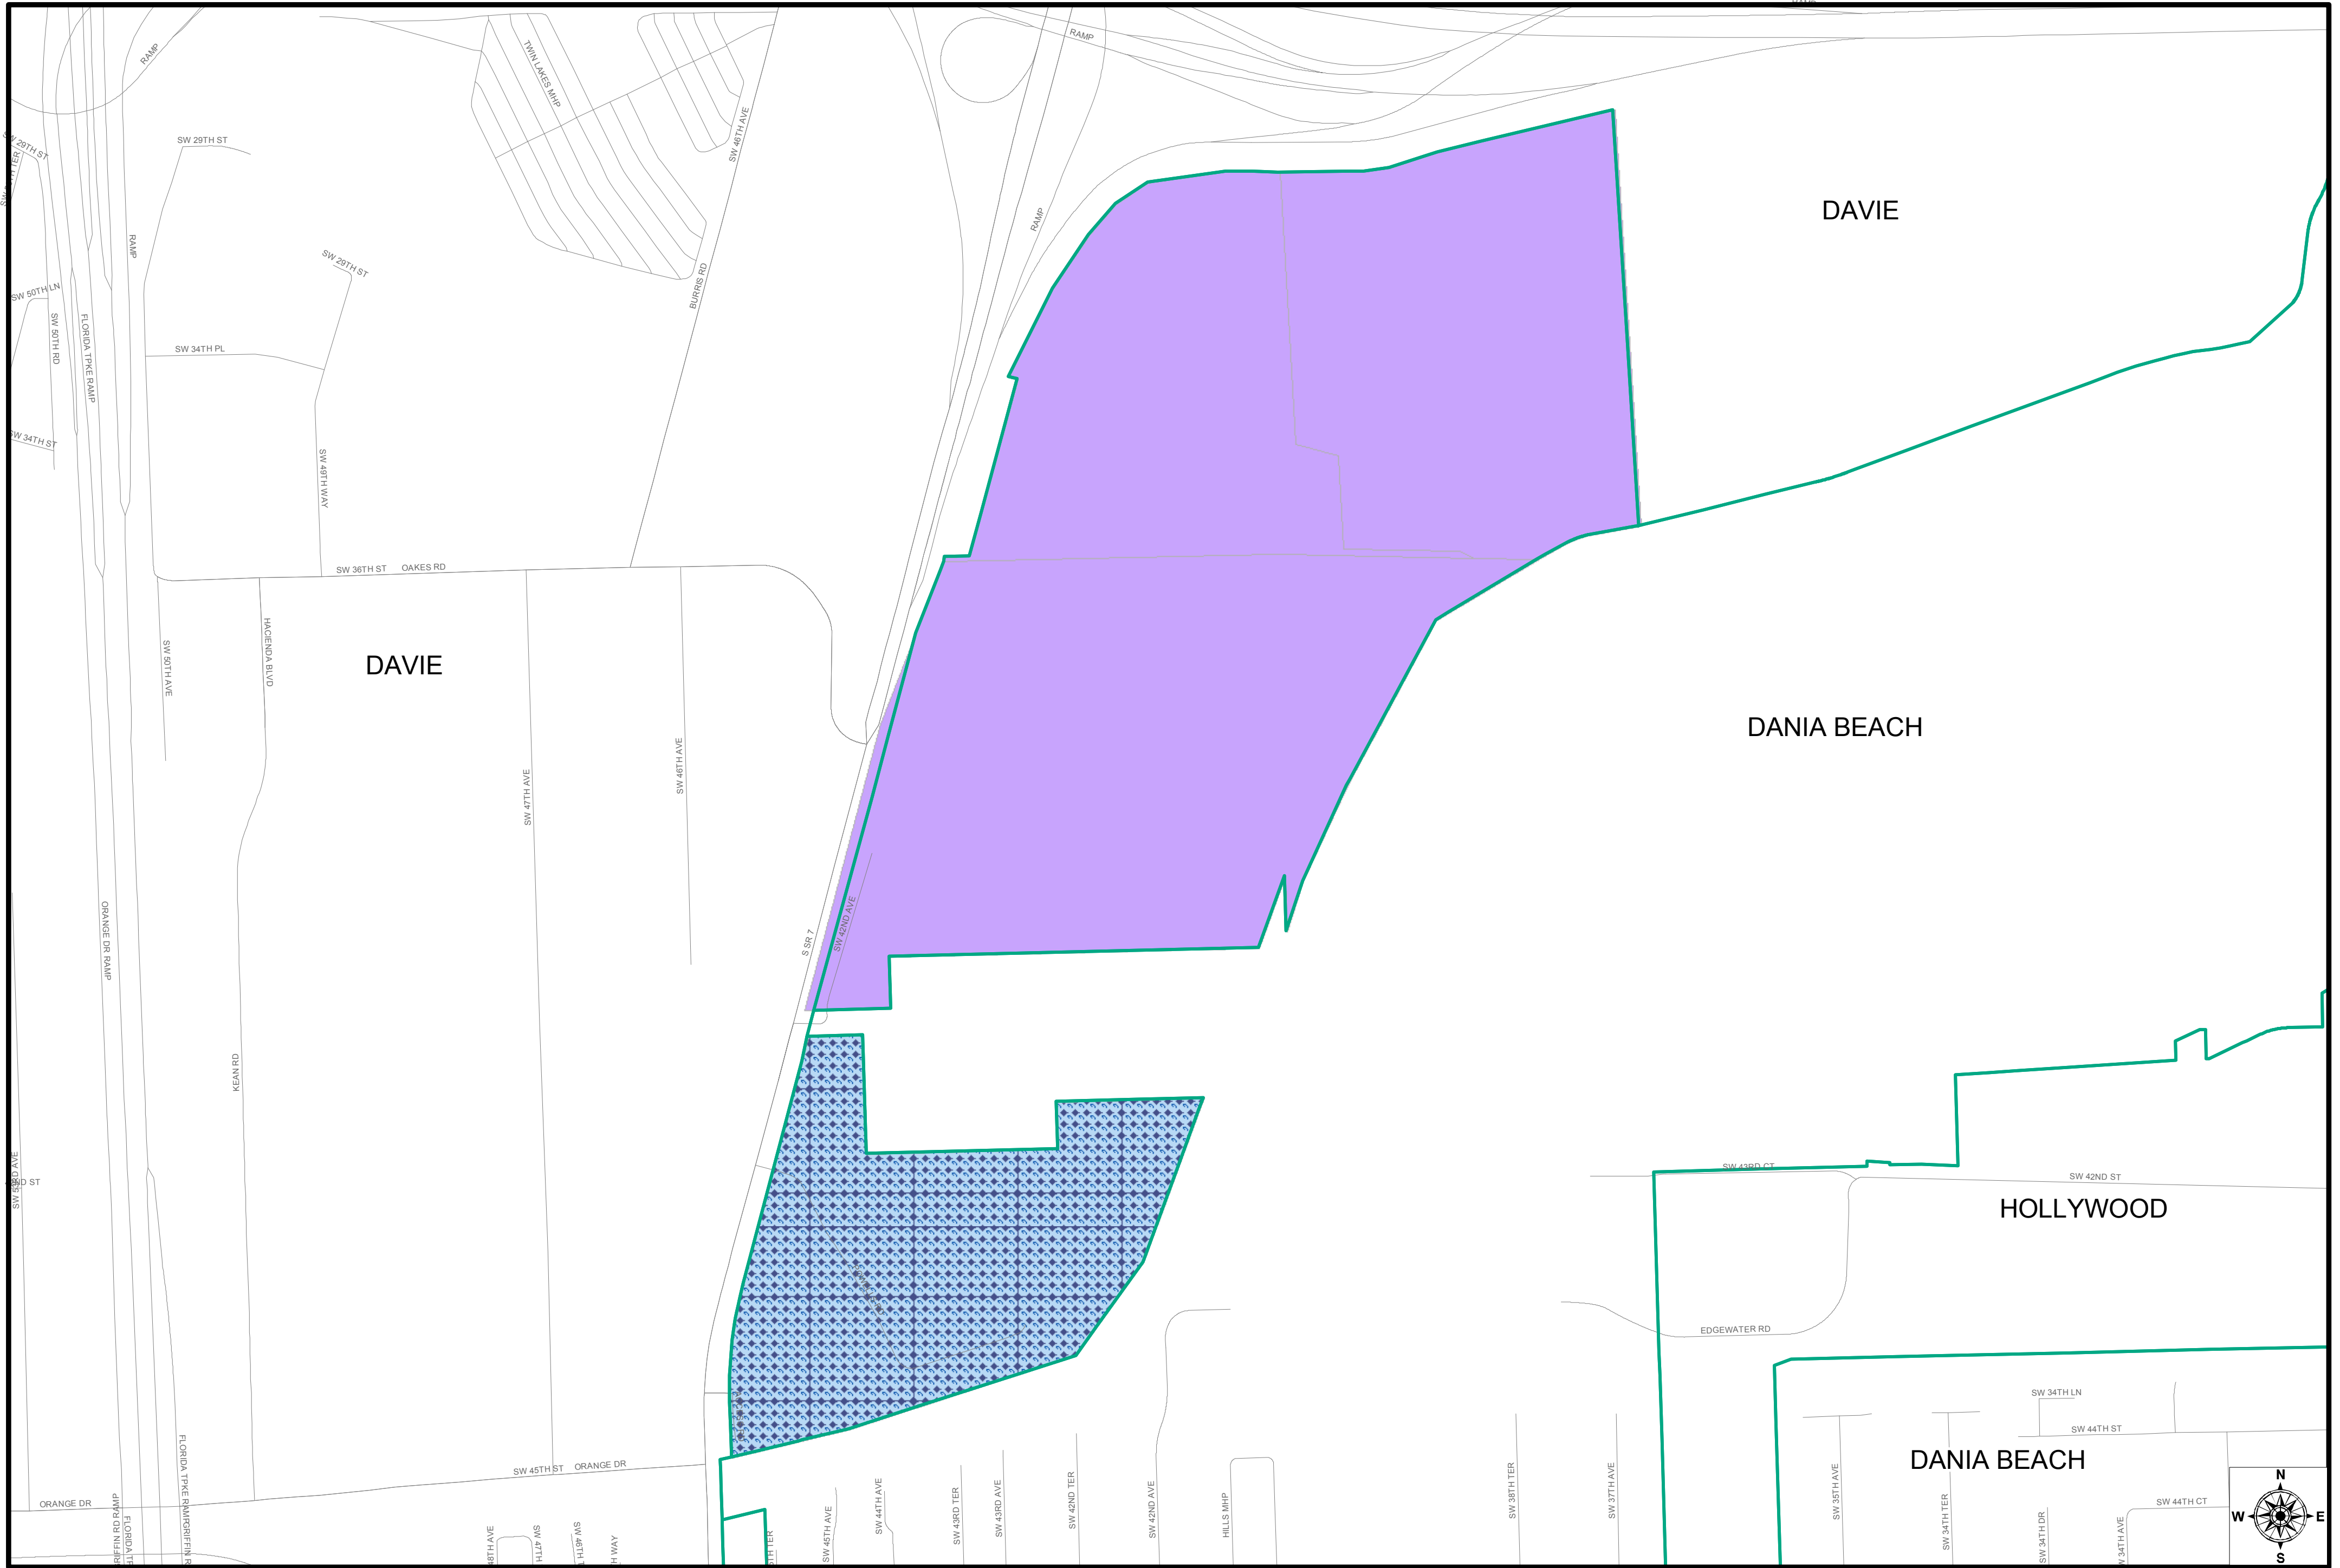 RAMP
RAMP
TWIN LAKES MHP
SW 46TH AVE
SW 29TH ST
SW 29TH ST
DAVIE
RAMP
RAMP
SW 29TH ST
BURRIS RD
SW 50TH LN
SW 50TH RD
FLORIDA TPKE RAMP
SW 34TH PL
SW 34TH ST
SW 49TH WAY
SW 36TH ST
OAKES RD
HACIENDA BLVD
SW 50TH AVE
DAVIE
DANIA BEACH
SW 47TH AVE
SW 46TH AVE
ORANGE DR RAMP
S SR 7
SW 42ND AVE
KEAN RD
SW 43RD CT
SW 42ND ST
HOLLYWOOD
EDGEWATER RD
SW 34TH LN
SW 44TH ST
DANIA BEACH
FLORIDA TPKE RAMP
SW 45TH ST
ORANGE DR
ORANGE DR
SW 45TH AVE
SW 44TH AVE
SW 43RD TER
SW 43RD AVE
SW 42ND TER
SW 42ND AVE
HILLS MHP
SW 38TH TER
SW 37TH AVE
SW 35TH AVE
SW 34TH TER
SW 34TH DR
SW 44TH CT
N
W
E
S